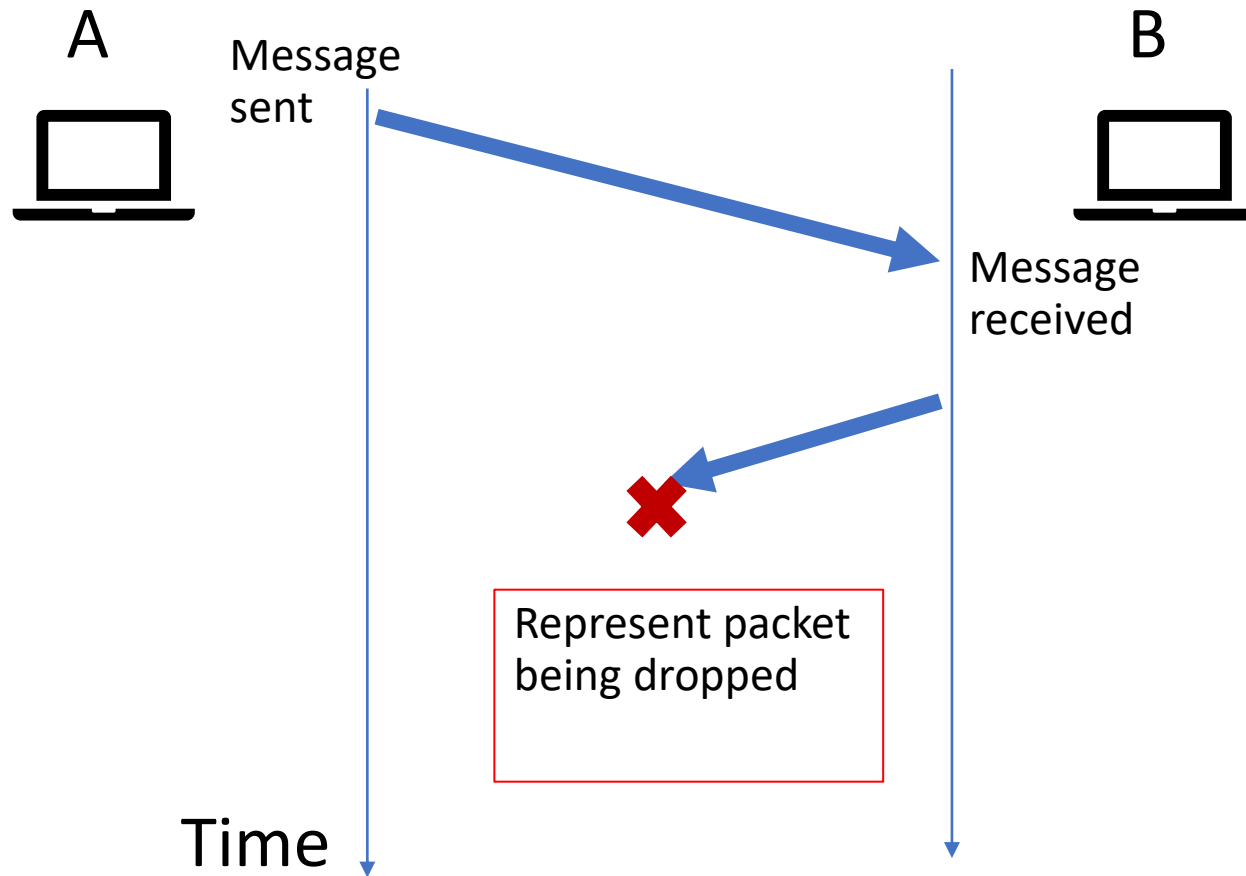 A
B
Message
sent
Message
received
Represent packet
being dropped
Time